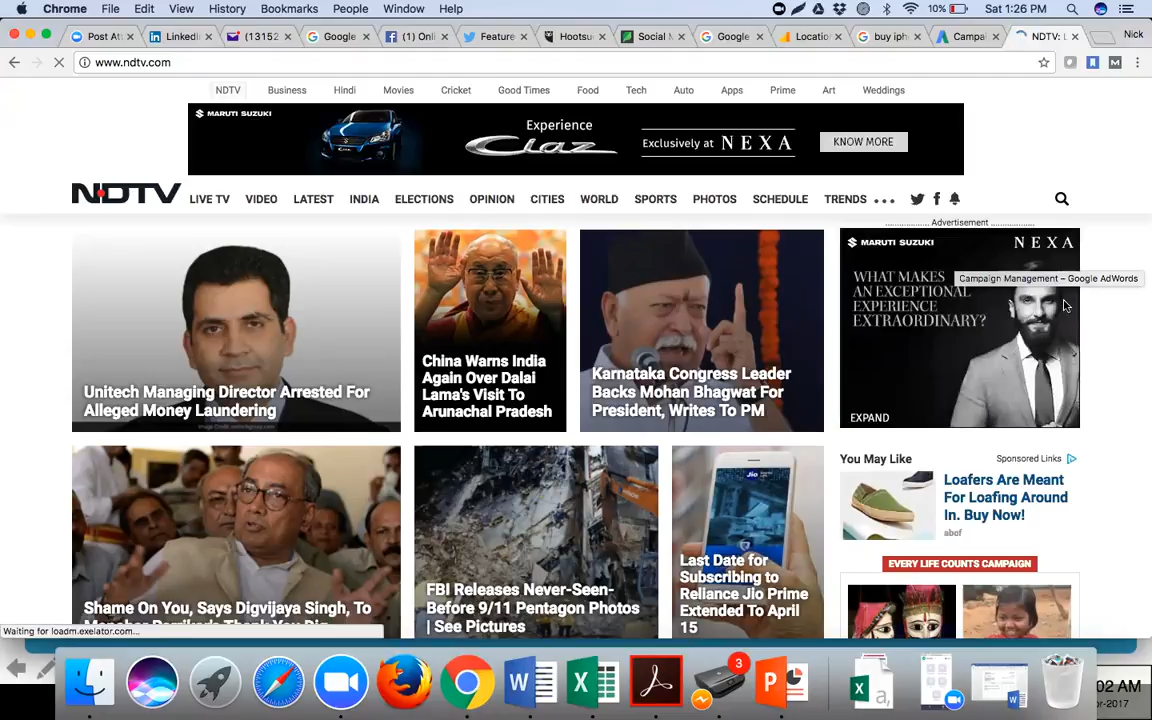 Chrome File Edit View History Bookmarks People Window Help 10% Sat 1:26 PM
Post At LinkedIn (13152 Google (1) Onli Feature Hootsu Social M Google Locatio buy iph Campai NDTV: L Nick
www.ndtv.com
NDTV Business Hindi Movies Cricket Good Times Food Tech Auto Apps Prime Art Weddings
MARUTI SUZUKI
Experience
Ciaz
Exclusively at NEXA
KNOW MORE
NDTV LIVE TV VIDEO LATEST INDIA ELECTIONS OPINION CITIES WORLD SPORTS PHOTOS SCHEDULE TRENDS
Advertisement
MARUTI SUZUKI NEXA
WHAT MAKES
AN EXCEPTIONAL
EXPERIENCE
EXTRAORDINARY?
Campaign Management – Google AdWords
EXPAND
Unitech Managing Director Arrested For
Alleged Money Laundering
China Warns India
Again Over Dalai
Lama's Visit To
Arunachal Pradesh
Karnataka Congress Leader
Backs Mohan Bhagwat For
President, Writes To PM
You May Like Sponsored Links
Loafers Are Meant
For Loafing Around
In. Buy Now!
abof
EVERY LIFE COUNTS CAMPAIGN
Shame On You, Says Digvijaya Singh, To
FBI Releases Never-Seen-
Before 9/11 Pentagon Photos
| See Pictures
Jio
Last Date for
Subscribing to
Reliance Jio Prime
Extended To April
15
Waiting for loadm.exelator.com...
W X 3 P X a, W
02 AM
r-2017